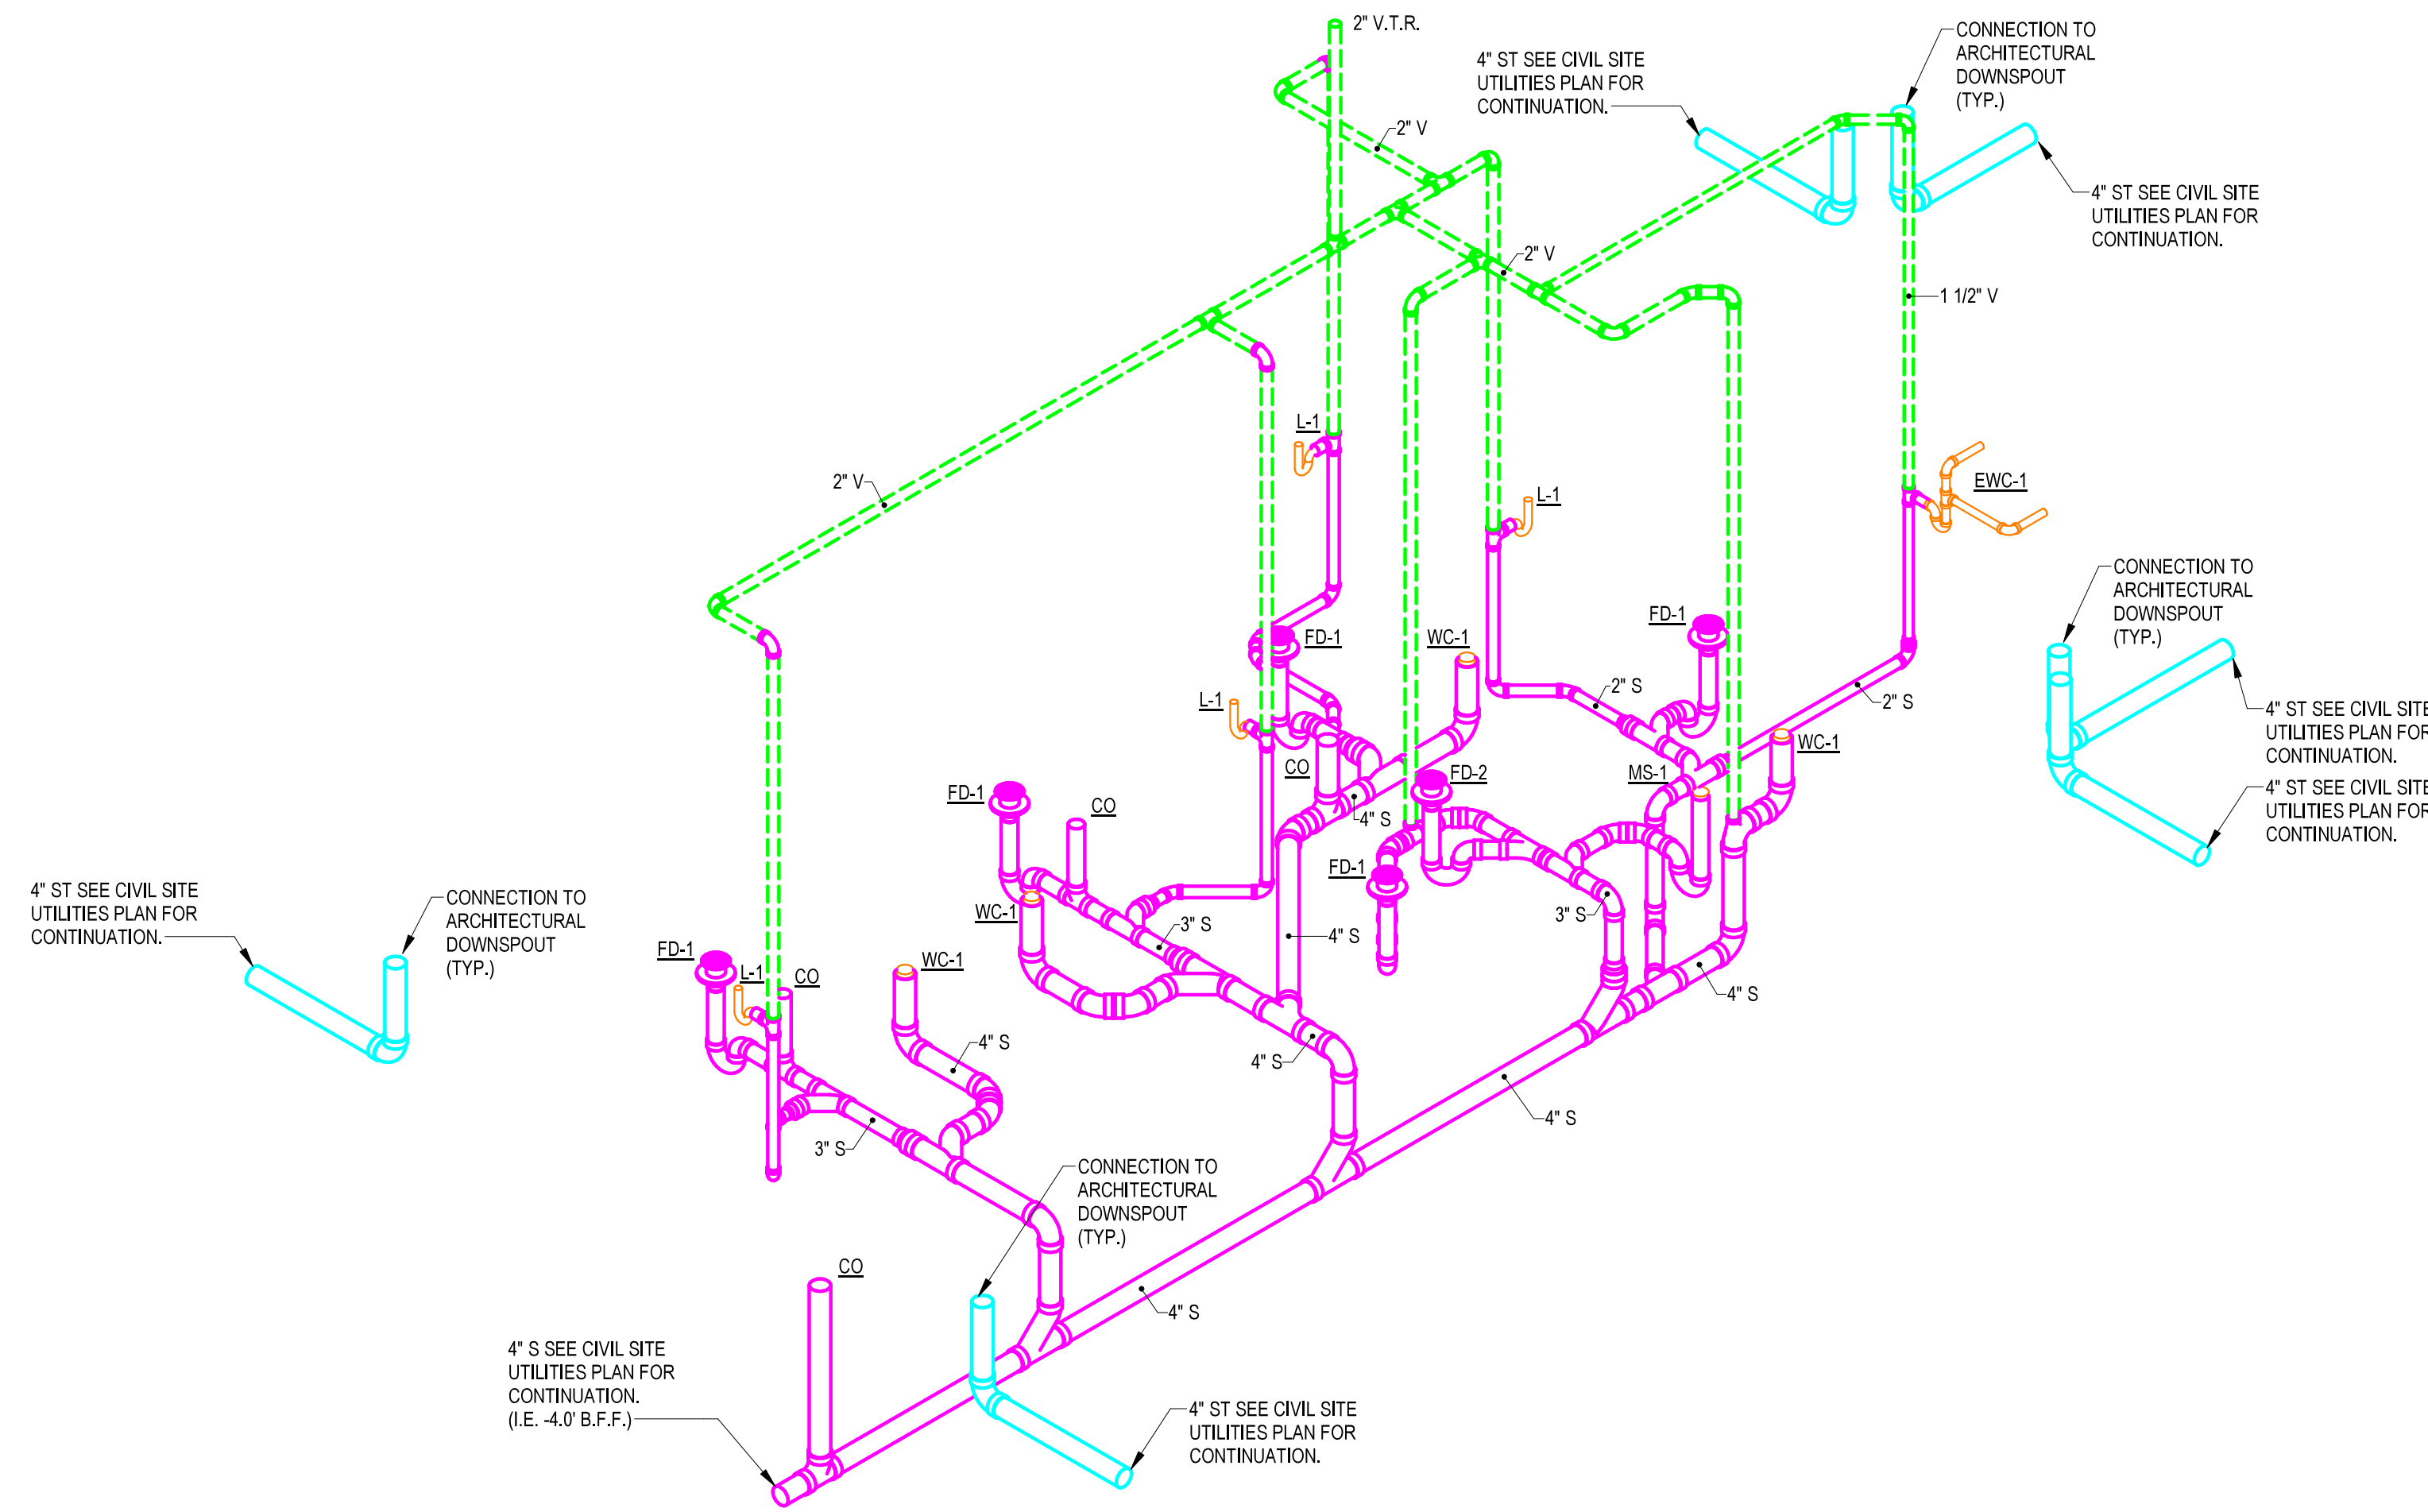 2" V.T.R.
4" ST SEE CIVIL SITE
UTILITIES PLAN FOR
CONTINUATION.
CONNECTION TO
ARCHITECTURAL
DOWNSPOUT
(TYP.)
2" V
4" ST SEE CIVIL SITE
UTILITIES PLAN FOR
CONTINUATION.
2" V
1 1/2" V
L-1
2" V
L-1
EWC-1
CONNECTION TO
ARCHITECTURAL
DOWNSPOUT
(TYP.)
FD-1
FD-1
WC-1
2" S
2" S
L-1
4" ST SEE CIVIL SITE
UTILITIES PLAN FOR
CONTINUATION.
WC-1
CO
FD-2
MS-1
4" ST SEE CIVIL SITE
UTILITIES PLAN FOR
CONTINUATION.
FD-1
CO
4" S
FD-1
4" ST SEE CIVIL SITE
UTILITIES PLAN FOR
CONTINUATION.
CONNECTION TO
ARCHITECTURAL
DOWNSPOUT
(TYP.)
WC-1
3" S
3" S
4" S
FD-1
L-1
CO
WC-1
4" S
4" S
4" S
4" S
3" S
CONNECTION TO
ARCHITECTURAL
DOWNSPOUT
(TYP.)
CO
4" S
4" S SEE CIVIL SITE
UTILITIES PLAN FOR
CONTINUATION.
(I.E. -4.0' B.F.F.)
4" ST SEE CIVIL SITE
UTILITIES PLAN FOR
CONTINUATION.